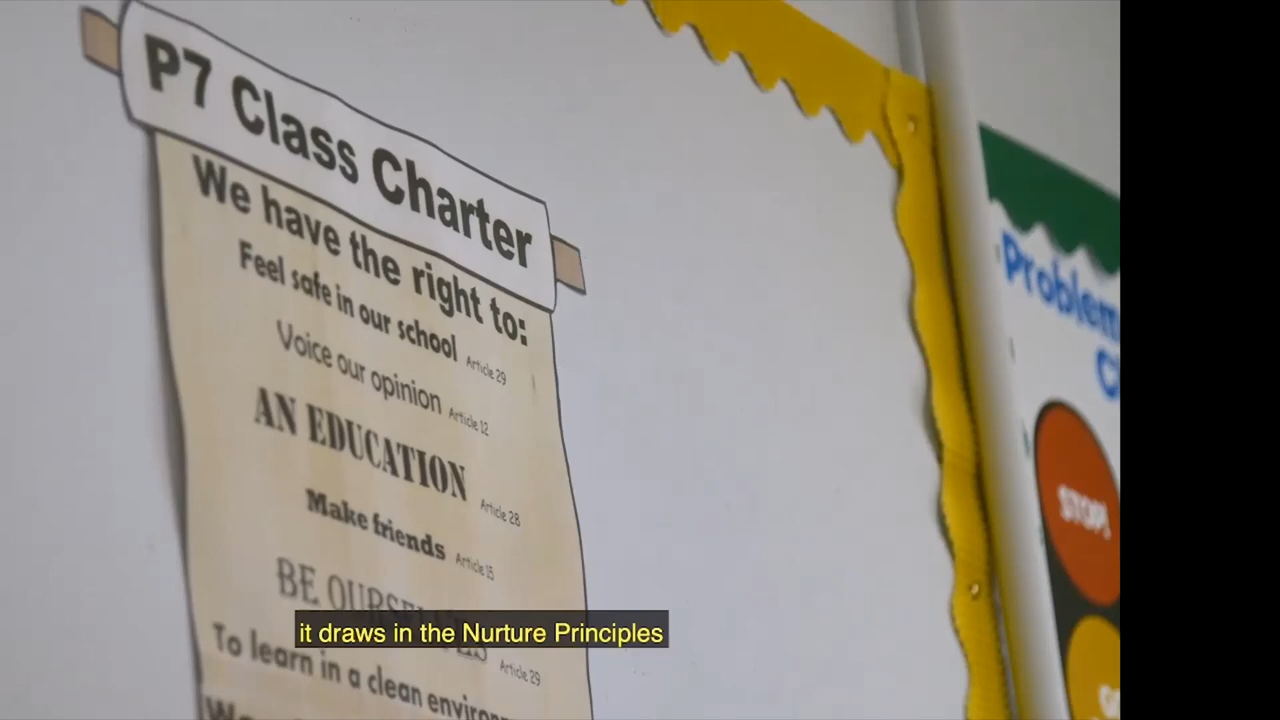 P7 Class Charter
We have the right to:
Feel safe in our school Article 29
Voice our opinion Article 12
AN EDUCATION Article 28
Make friends Article 15
BE OURSELVES Article 29
it draws in the Nurture Principles
To learn in a clean
Problem
STOP!